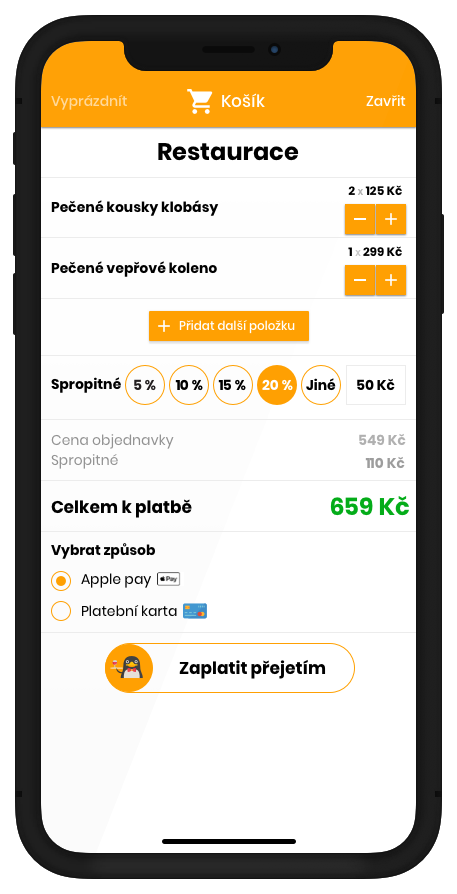 Vyprázdnit Košík Zavřit
Restaurace
2 x 125 Kč
Pečené kousky klobásy
− +
1 x 299 Kč
Pečené vepřové koleno
− +
+ Přidat další položku
Spropitné 5 % 10 % 15 % 20 % Jiné 50 Kč
Cena objednavky 549 Kč
Spropitné 110 Kč
Celkem k platbě 659 Kč
Vybrat způsob
Apple pay Pay
Platební karta
Zaplatit přejetím